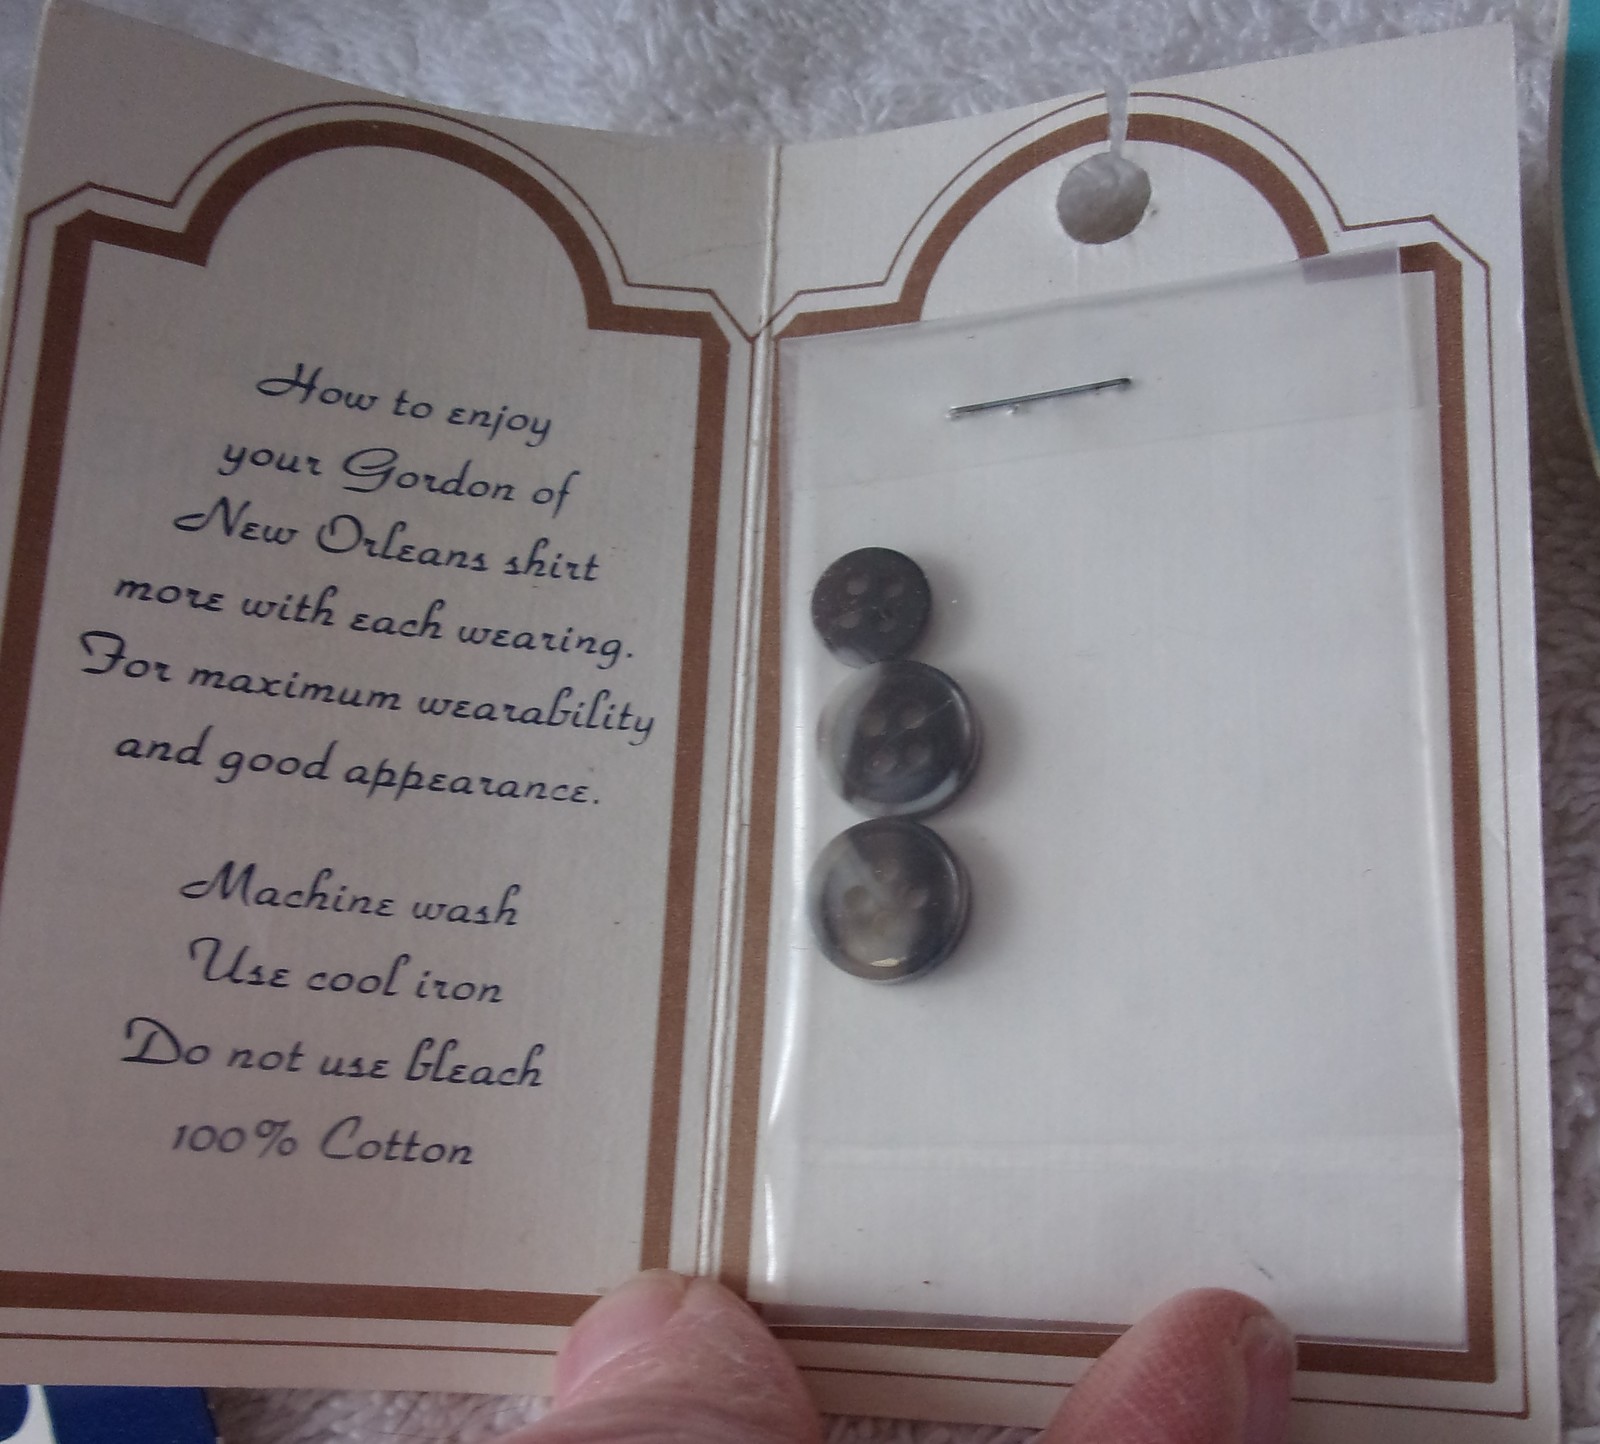 How to enjoy
your Gordon of
New Orleans shirt
more with each wearing.
For maximum wearability
and good appearance.
Machine wash
Use cool iron
Do not use bleach
100% Cotton